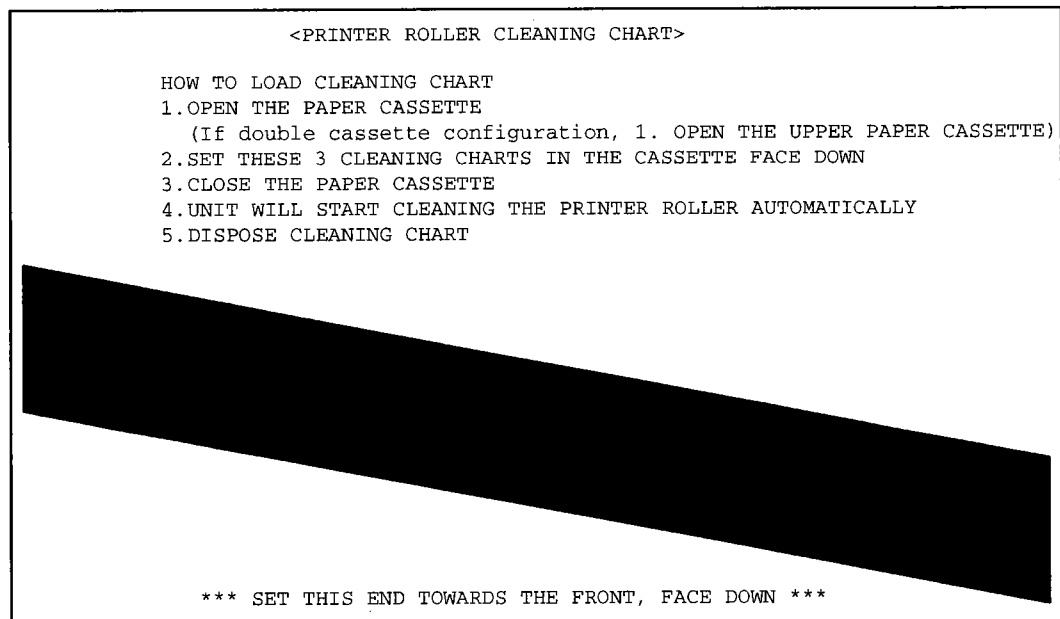 <PRINTER ROLLER CLEANING CHART>
HOW TO LOAD CLEANING CHART
1.OPEN THE PAPER CASSETTE
(If double cassette configuration, 1. OPEN THE UPPER PAPER CASSETTE)
2.SET THESE 3 CLEANING CHARTS IN THE CASSETTE FACE DOWN
3.CLOSE THE PAPER CASSETTE
4.UNIT WILL START CLEANING THE PRINTER ROLLER AUTOMATICALLY
5.DISPOSE CLEANING CHART
*** SET THIS END TOWARDS THE FRONT, FACE DOWN ***